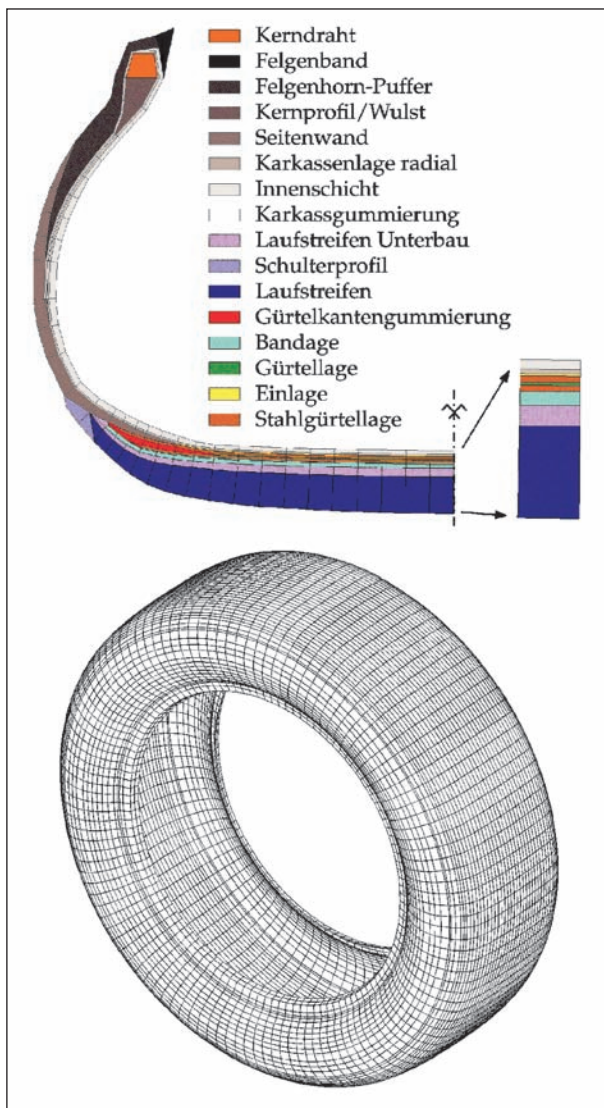 Kerndraht
Felgenband
Felgenhorn-Puffer
Kernprofil/Wulst
Seitenwand
Karkassenlage radial
Innenschicht
Karkassgummierung
Laufstreifen Unterbau
Schulterprofil
Laufstreifen
Gürtelkantengummierung
Bandage
Gürtellage
Einlage
Stahlgürtellage